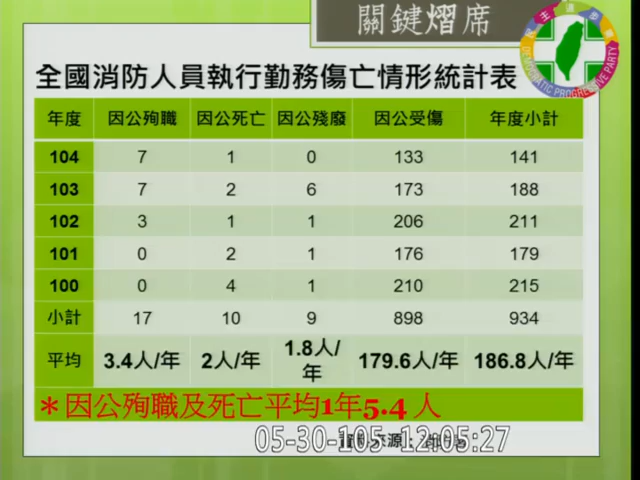 關鍵熠席
DEMOCRATIC PROGRESSIVE PARTY
全國消防人員執行勤務傷亡情形統計表
年度 因公殉職 因公死亡 因公殘廢 因公受傷 年度小計
104 7 1 0 133 141
103 7 2 6 173 188
102 3 1 1 206 211
101 0 2 1 176 179
100 0 4 1 210 215
小計 17 10 9 898 934
平均 3.4人/年 2人/年 1.8人/年 179.6人/年 186.8人/年
＊因公殉職及死亡平均1年5.4 人
05-30-105 12:05:27